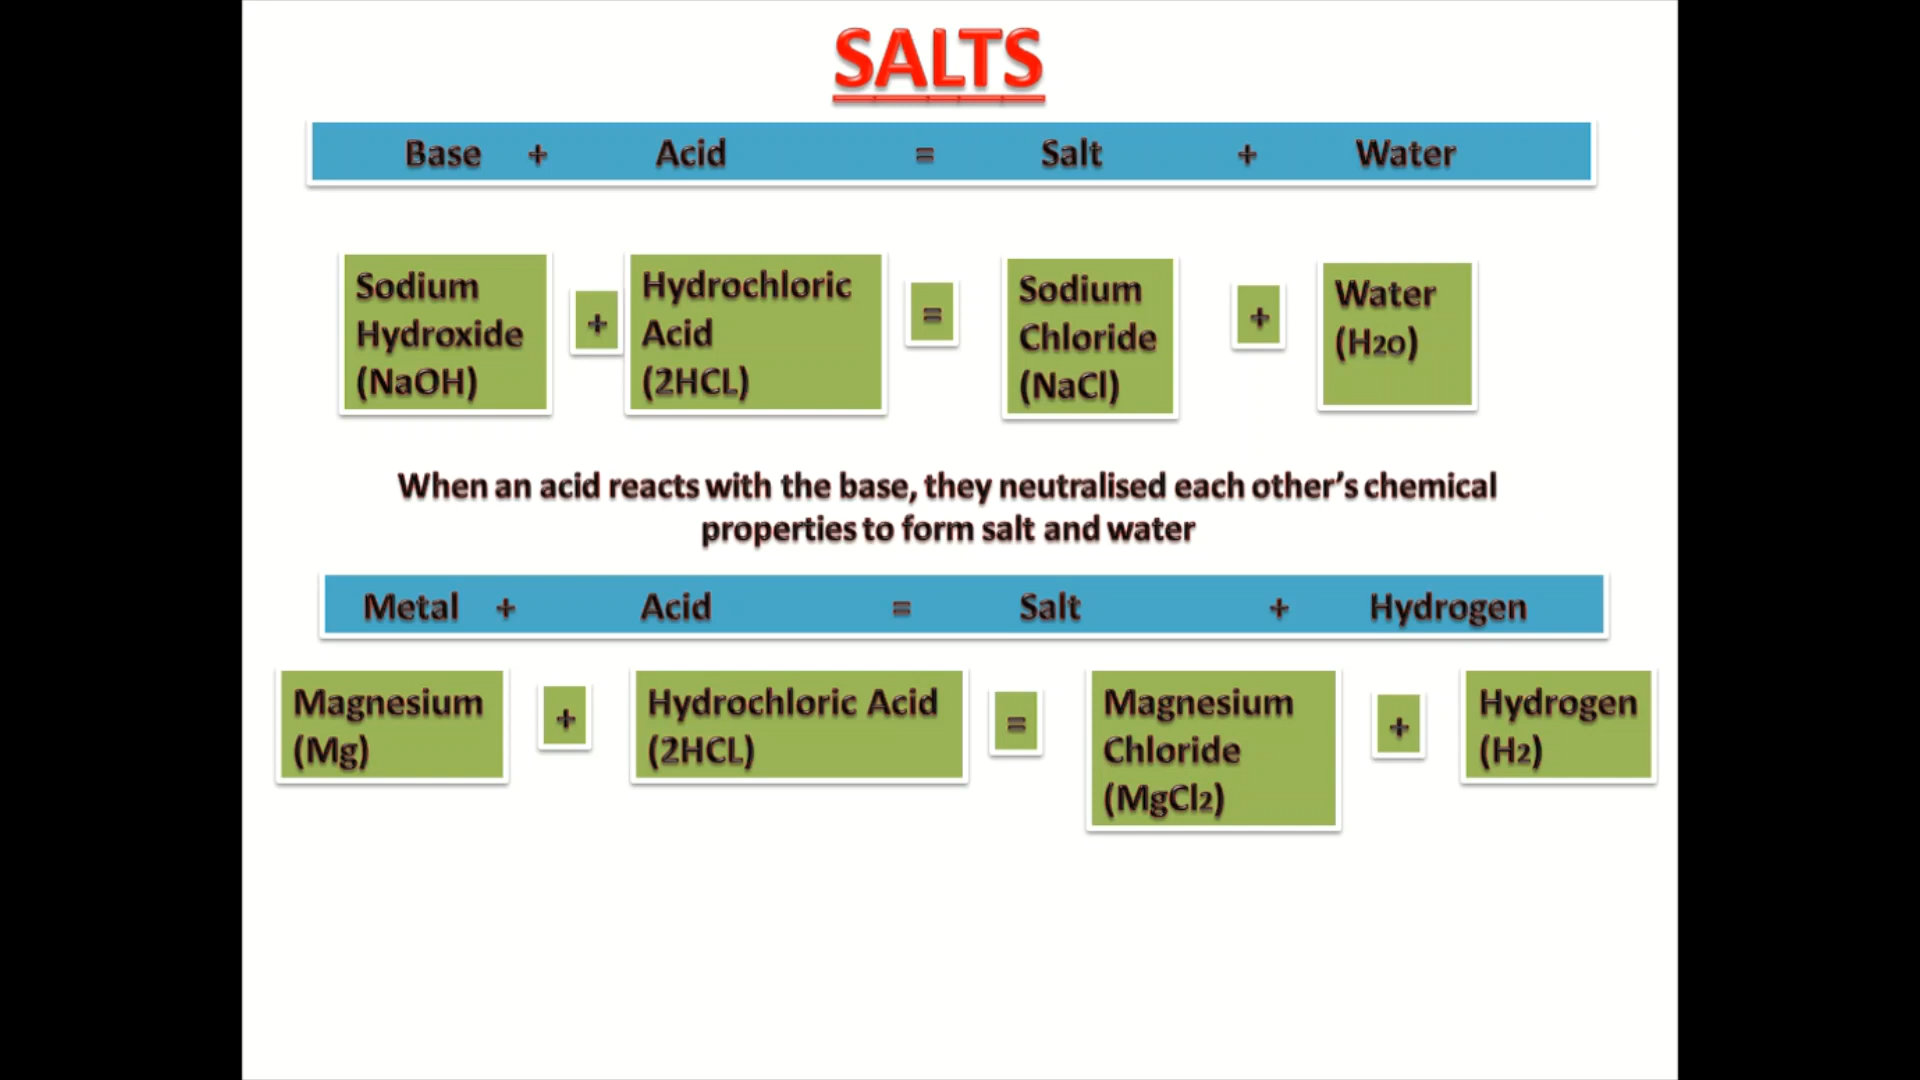 SALTS
Base + Acid = Salt + Water
Sodium Hydroxide (NaOH) + Hydrochloric Acid (2HCL) = Sodium Chloride (NaCl) + Water (H2O)
When an acid reacts with the base, they neutralised each other's chemical
properties to form salt and water
Metal + Acid = Salt + Hydrogen
Magnesium (Mg) + Hydrochloric Acid (2HCL) = Magnesium Chloride (MgCl2) + Hydrogen (H2)